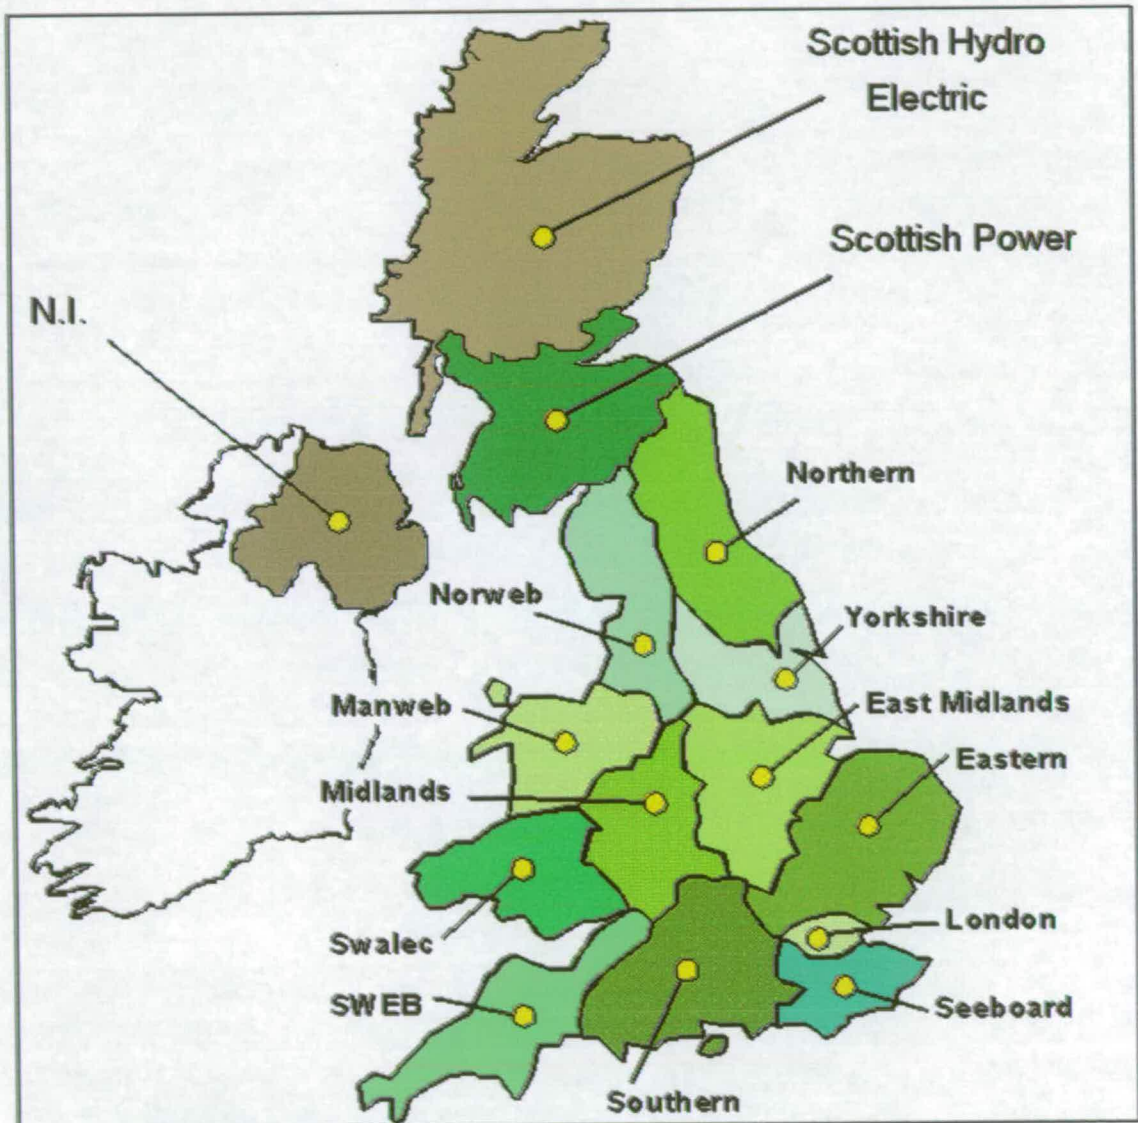 Scottish Hydro
Electric
Scottish Power
N.I.
Northern
Norweb
Yorkshire
Manweb
East Midlands
Eastern
Midlands
London
Swalec
SWEB
Seeboard
Southern